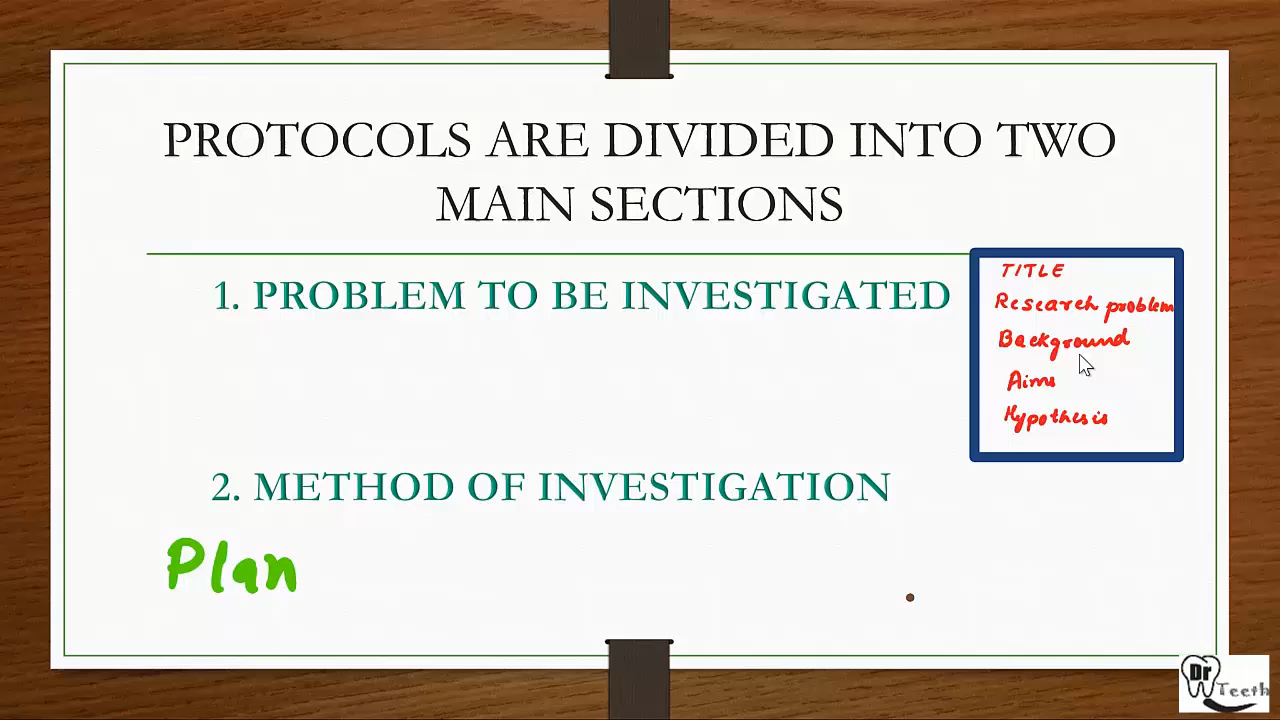 PROTOCOLS ARE DIVIDED INTO TWO
MAIN SECTIONS
1. PROBLEM TO BE INVESTIGATED
TITLE
Research problem
Background
Aims
Hypothesis
2. METHOD OF INVESTIGATION
Plan
Dr
Teeth